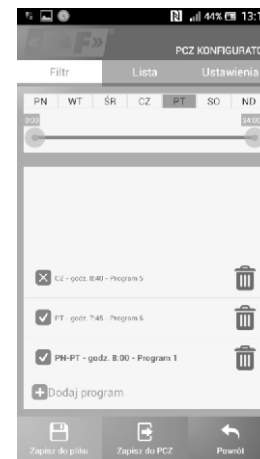 44% 13:1
«F»
PCZ KONFIGURATO
Filtr Lista Ustawienia
PN WT ŚR CZ PT SO ND
0:00 24:00
CZ - godz. 8:40 - Program 5
PT - godz. 7:45 - Program 6
PN-PT - godz. 8:00 - Program 1
Dodaj program
Zapisz do pliku Zapisz do PCZ Powrót